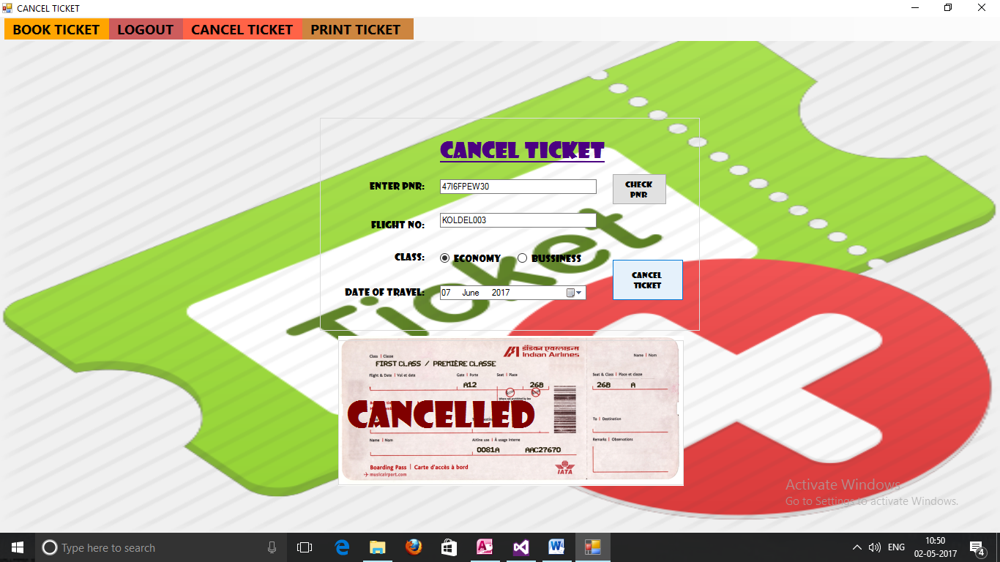 CANCEL TICKET
BOOK TICKET LOGOUT CANCEL TICKET PRINT TICKET
CANCEL TICKET
ENTER PNR: 47I6FPEW30 CHECK PNR
FLIGHT NO: KOLDEL003
CLASS: ECONOMY BUSSINESS
CANCEL TICKET
DATE OF TRAVEL: 07 June 2017
Ticket
इंडियन एयरलाइन्स
Indian Airlines
Class | Classe
Name | Nom
FIRST CLASS / PREMIÈRE CLASSE
Flight & Date | Vol et date Gate | Porte Seat | Place Seat & Class | Place et classe
A12 26B 26B A
CANCELLED
To | Destination
Name | Nom Airline use | À usage interne Remarks | Observations
0081A AAC27670
Boarding Pass | Carte d'accès à bord
musicairport.com
IATA
Activate Windows
Go to Settings to activate Windows.
Type here to search
ENG
10:50
02-05-2017
4